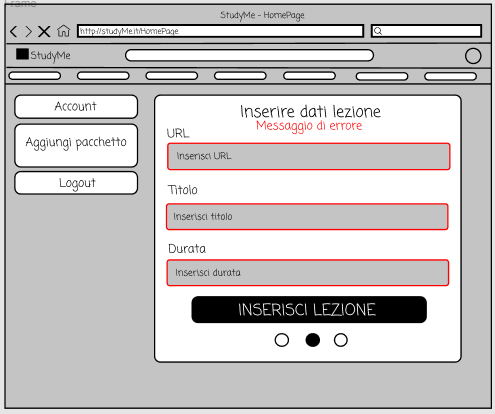 Frame
StudyMe - HomePage
http://studyMe.it/HomePage
StudyMe
Account
Aggiungi pacchetto
Logout
Inserire dati lezione
Messaggio di errore
URL
Inserisci URL
Titolo
Inserisci titolo
Durata
Inserisci durata
INSERISCI LEZIONE